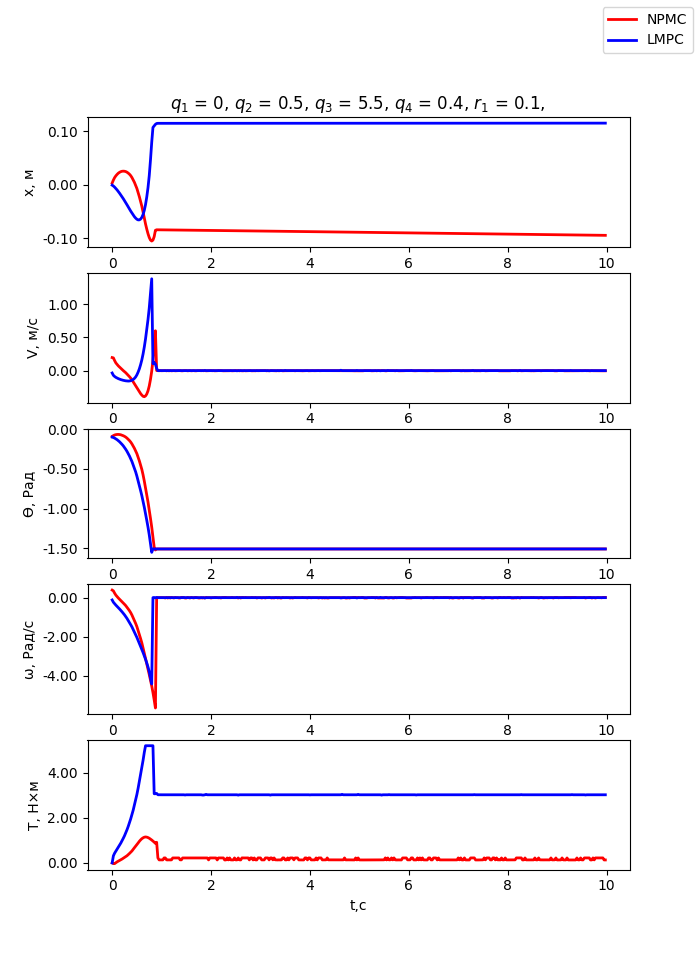 NPMC
LMPC
q₁ = 0, q₂ = 0.5, q₃ = 5.5, q₄ = 0.4, r₁ = 0.1,
0.10
0.00
-0.10
x, м
0 2 4 6 8 10
1.00
0.50
0.00
V, м/с
0 2 4 6 8 10
0.00
-0.50
-1.00
-1.50
Θ, Рад
0 2 4 6 8 10
0.00
-2.00
-4.00
ω, Рад/с
0 2 4 6 8 10
4.00
2.00
0.00
T, Н×м
0 2 4 6 8 10
t,c